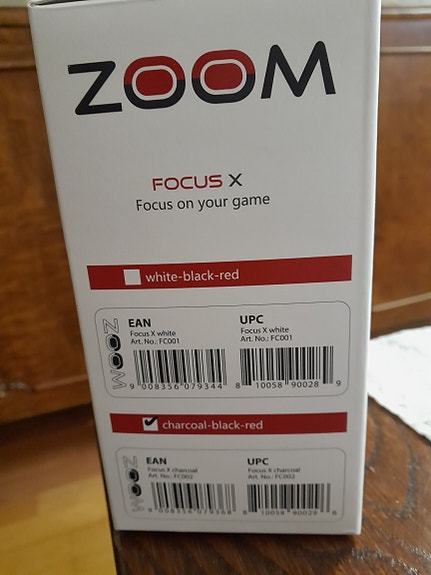 ZOOM
FOCUS X
Focus on your game
white-black-red
ZOOM
EAN
Focus X white
Art. No.: FC001
9 008356 079344
UPC
Focus X white
Art. No.: FC001
8 10058 90028 9
charcoal-black-red
ZOOM
EAN
Focus X charcoal
Art. No.: FC002
UPC
Focus X charcoal
Art. No.: FC002